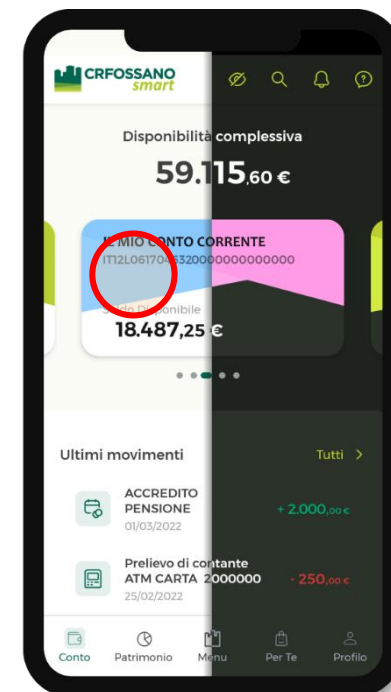 CRFOSSANO
smart
Disponibilità complessiva
59.115,60 €
IL MIO CONTO CORRENTE
IT12L0617046320000000000000
Saldo Disponibile
18.487,25 €
Ultimi movimenti
Tutti >
ACCREDITO
PENSIONE
+ 2.000,00 €
01/03/2022
Prelievo di contante
ATM CARTA 2000000
- 250,00 €
25/02/2022
Conto
Patrimonio
Menu
Per Te
Profilo